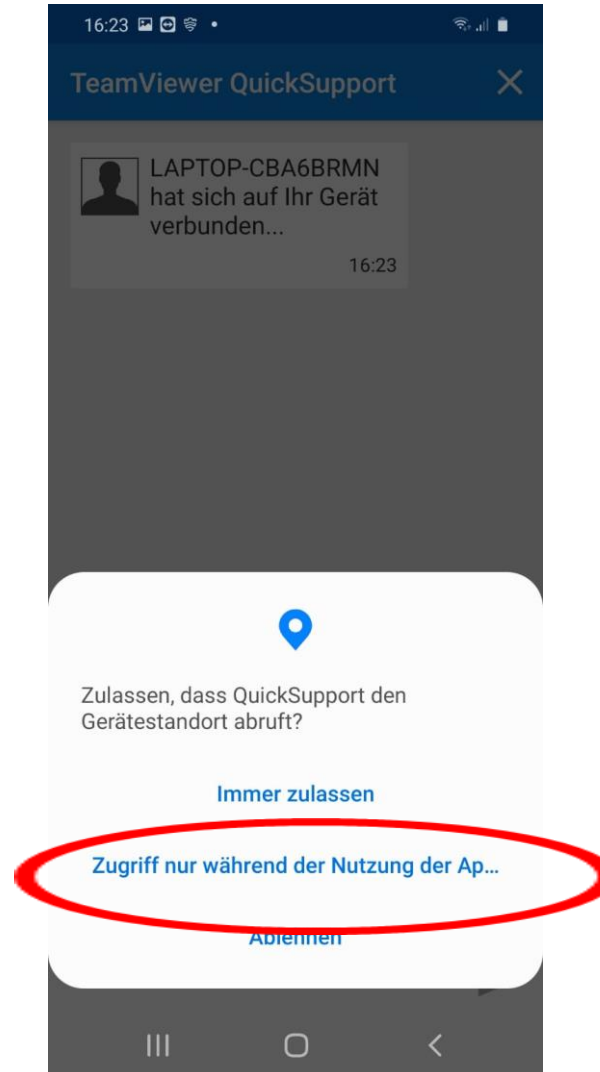 16:23
TeamViewer QuickSupport
LAPTOP-CBA6BRMN
hat sich auf Ihr Gerät
verbunden...
16:23
Zulassen, dass QuickSupport den
Gerätestandort abruft?
Immer zulassen
Zugriff nur während der Nutzung der Ap...
Ablehnen